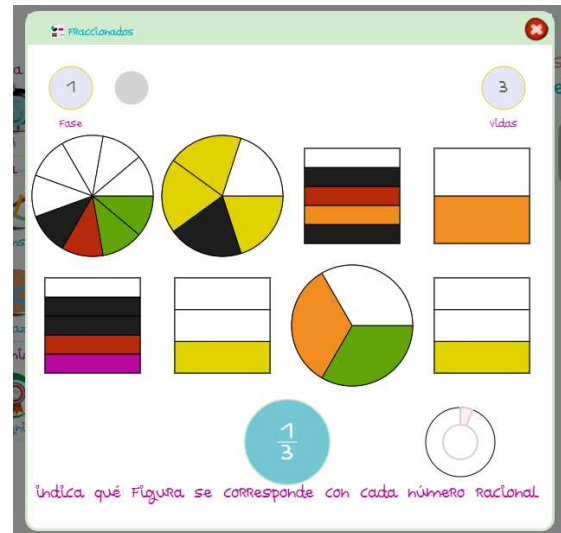 FRaccionados
1
3
Fase
Vidas
1
3
indica qué Figura se corresponde con cada número Racional